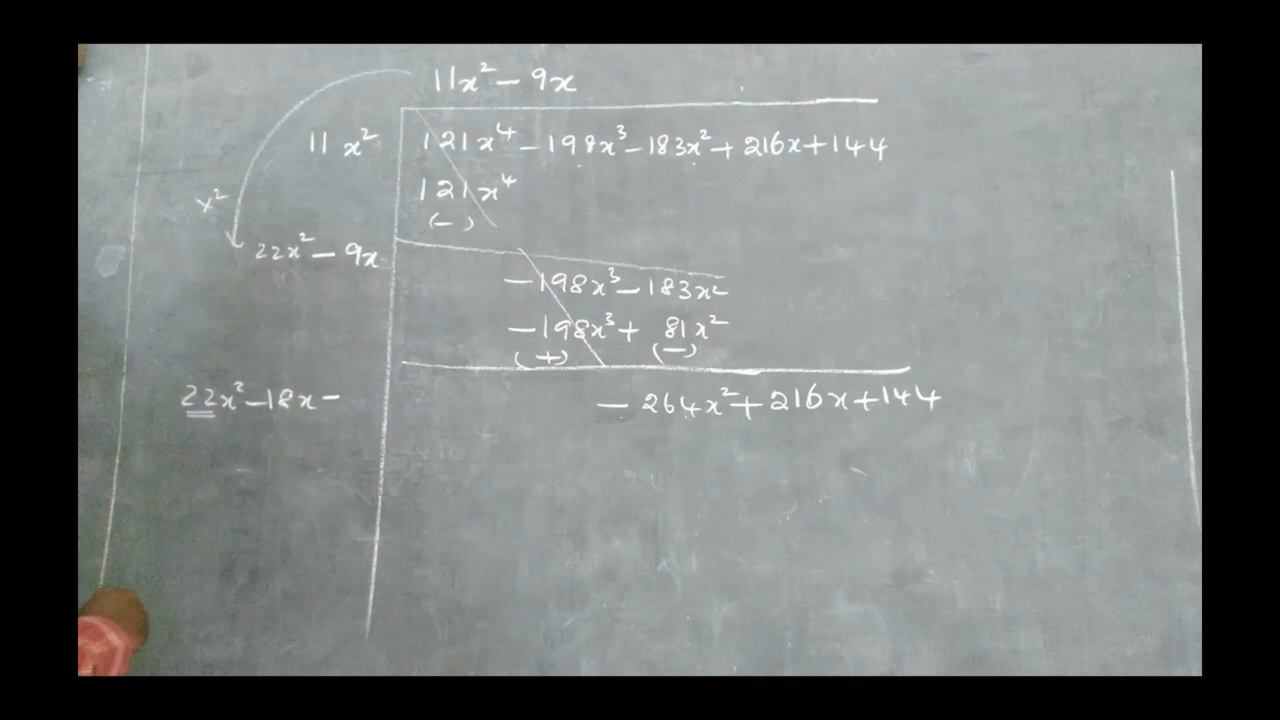 11x² − 9x
11x² 121x⁴ − 198x³ − 183x² + 216x + 144
121x⁴
(−)
x²
22x² − 9x
−198x³ − 183x²
−198x³ + 81x²
(+) (−)
22x² − 18x − − 264x² + 216x + 144